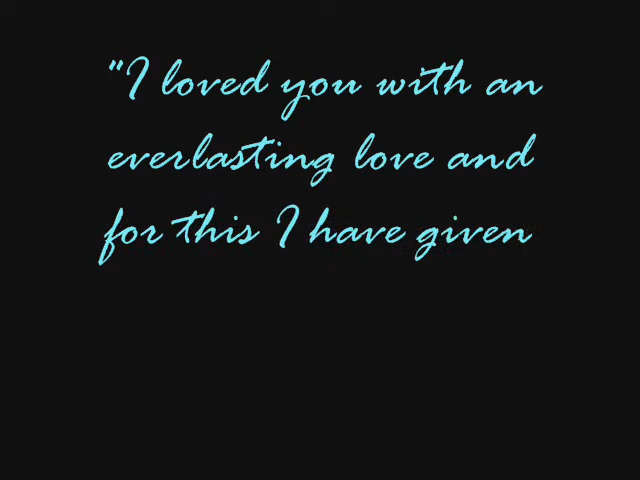 "I loved you with an
everlasting love and
for this I have given